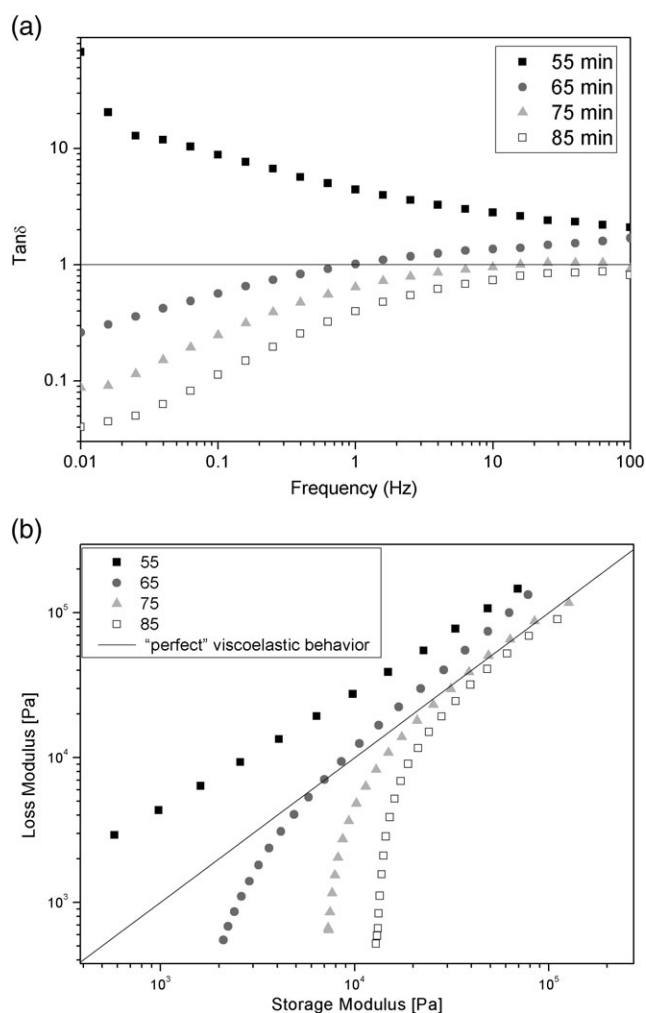 (a)
10
1
0.1
0.01
0.1
1
10
100
Tanδ
Frequency (Hz)
55 min
65 min
75 min
85 min
(b)
55
65
75
85
“perfect” viscoelastic behavior
10⁵
10⁴
10³
10³
10⁴
10⁵
Loss Modulus [Pa]
Storage Modulus [Pa]